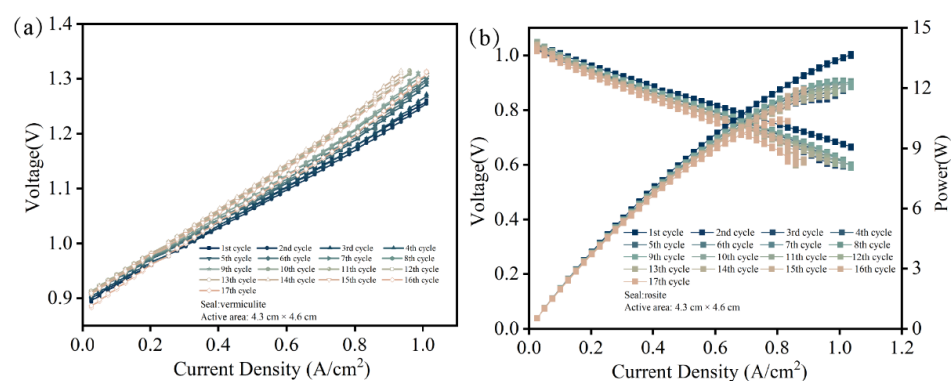 (a)
1.4
1.3
1.2
1.1
1.0
0.9
Voltage(V)
1st cycle 2nd cycle 3rd cycle 4th cycle
5th cycle 6th cycle 7th cycle 8th cycle
9th cycle 10th cycle 11th cycle 12th cycle
13th cycle 14th cycle 15th cycle 16th cycle
17th cycle
Seal:vermiculite
Active area: 4.3 cm × 4.6 cm
0.0 0.2 0.4 0.6 0.8 1.0
Current Density (A/cm²)
(b)
1.0
0.8
0.6
0.4
0.2
0.0
Voltage(V)
15
12
9
6
3
0
Power(W)
1st cycle 2nd cycle 3rd cycle 4th cycle
5th cycle 6th cycle 7th cycle 8th cycle
9th cycle 10th cycle 11th cycle 12th cycle
13th cycle 14th cycle 15th cycle 16th cycle
17th cycle
Seal:rosite
Active area: 4.3 cm × 4.6 cm
0.0 0.2 0.4 0.6 0.8 1.0 1.2
Current Density (A/cm²)